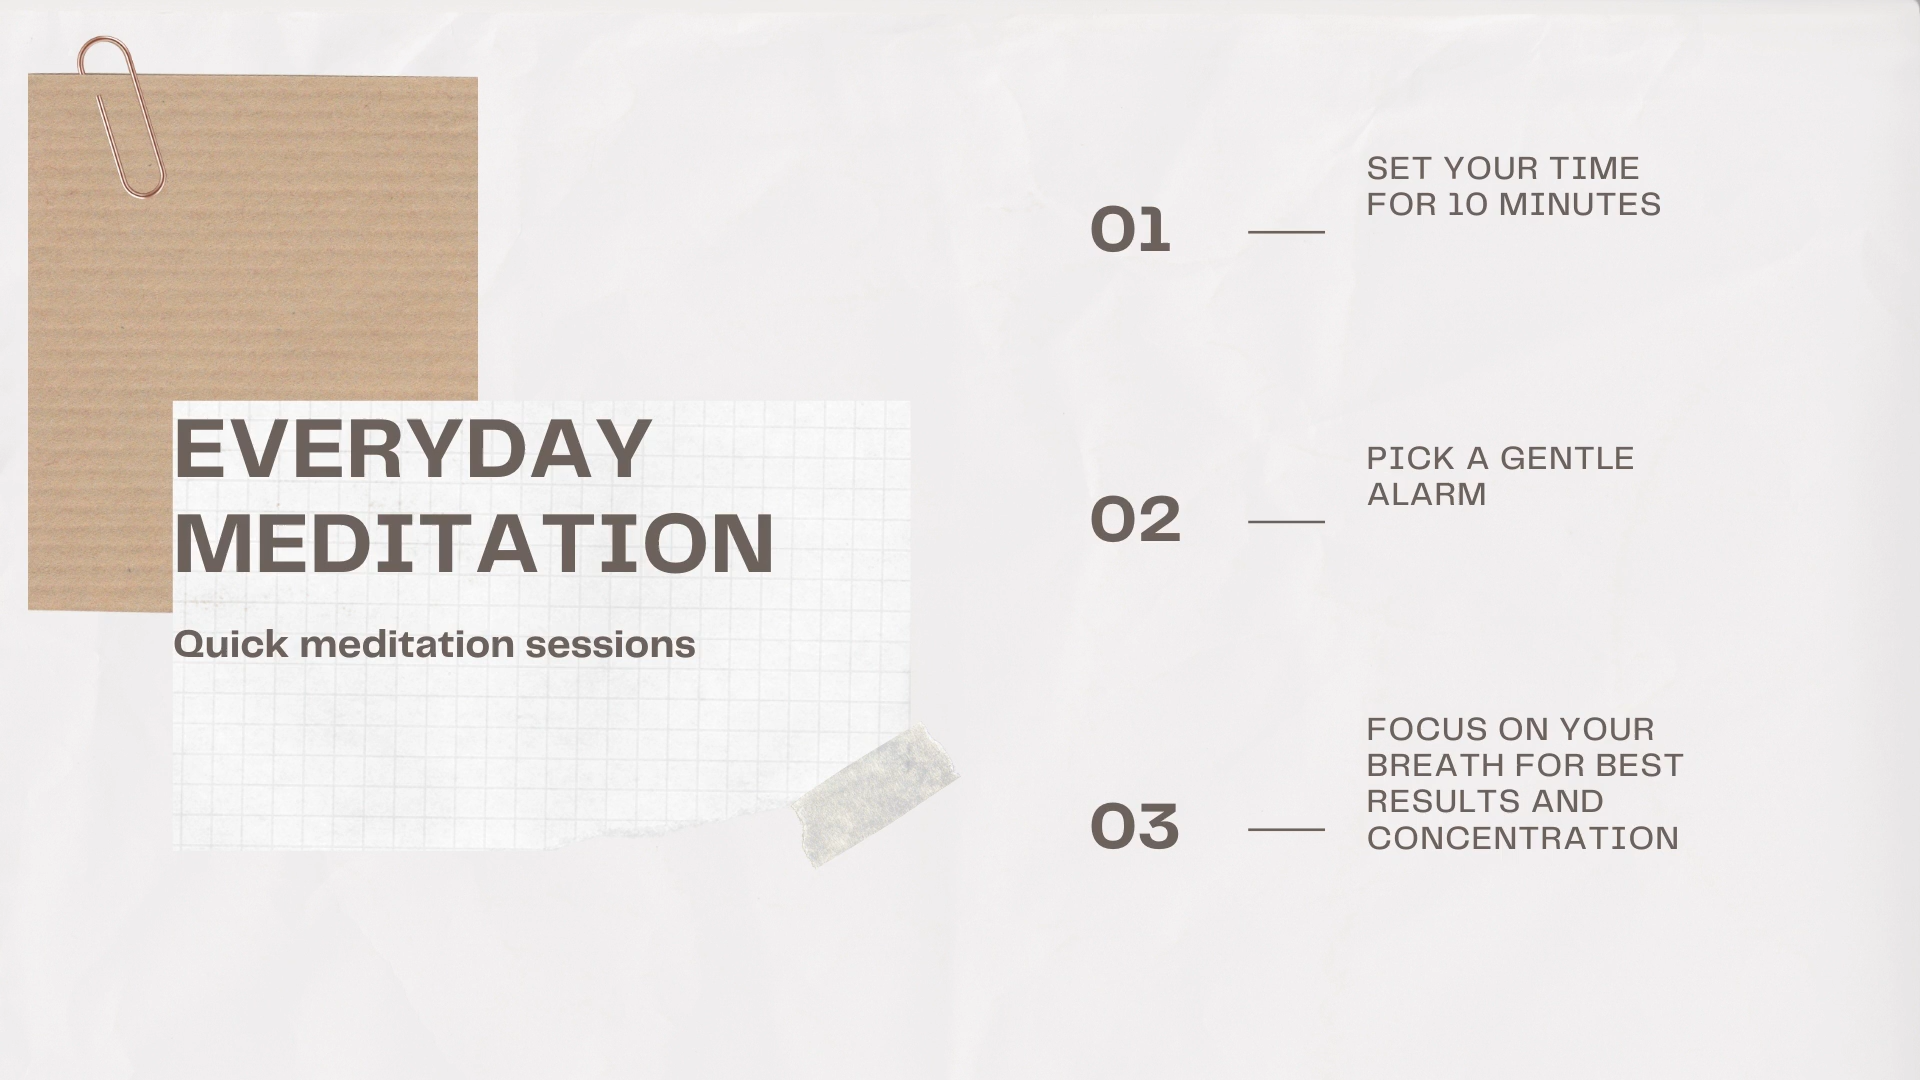 EVERYDAY
MEDITATION
Quick meditation sessions
01
SET YOUR TIME
FOR 10 MINUTES
02
PICK A GENTLE
ALARM
03
FOCUS ON YOUR
BREATH FOR BEST
RESULTS AND
CONCENTRATION